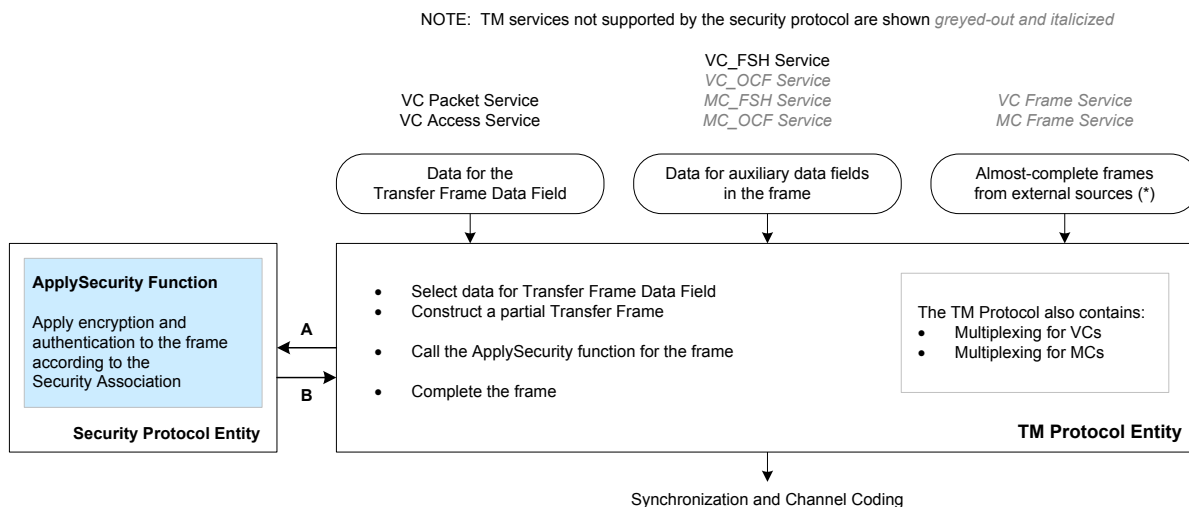 NOTE: TM services not supported by the security protocol are shown greyed-out and italicized
VC Packet Service
VC Access Service
VC_FSH Service
VC_OCF Service
MC_FSH Service
MC_OCF Service
VC Frame Service
MC Frame Service
Data for the
Transfer Frame Data Field
Data for auxiliary data fields
in the frame
Almost-complete frames
from external sources (*)
ApplySecurity Function
Apply encryption and
authentication to the frame
according to the
Security Association
Security Protocol Entity
A
B
• Select data for Transfer Frame Data Field
• Construct a partial Transfer Frame
• Call the ApplySecurity function for the frame
• Complete the frame
The TM Protocol also contains:
• Multiplexing for VCs
• Multiplexing for MCs
TM Protocol Entity
Synchronization and Channel Coding